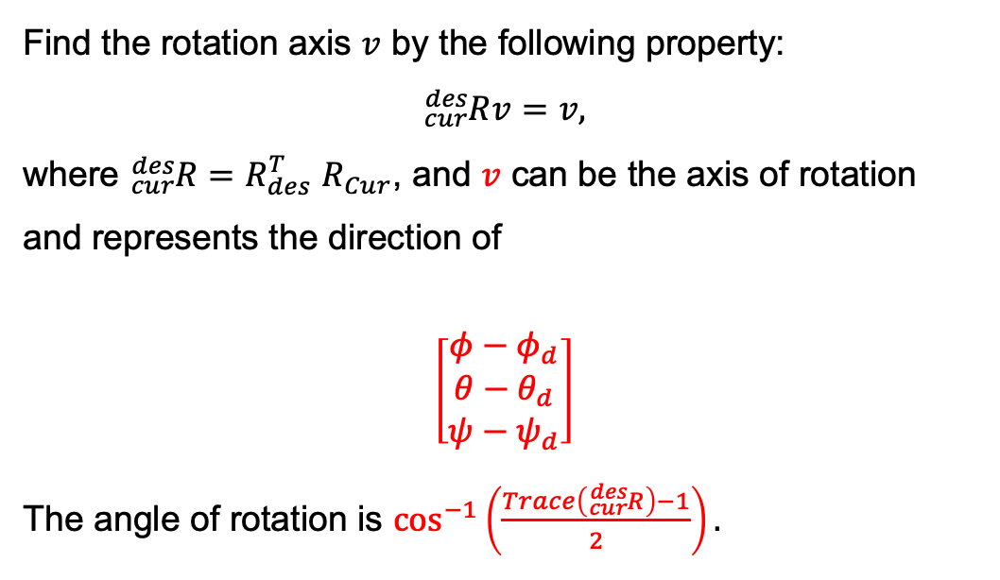 Find the rotation axis 𝑣 by the following property:
$^{des}_{cur}Rv = v,$
where $^{des}_{cur}R = R^T_{des} R_{Cur}$, and 𝑣 can be the axis of rotation
and represents the direction of
$\begin{bmatrix} \phi - \phi_d \\ \theta - \theta_d \\ \psi - \psi_d \end{bmatrix}$
The angle of rotation is $\cos^{-1}\left(\frac{Trace(^{des}_{cur}R)-1}{2}\right)$.